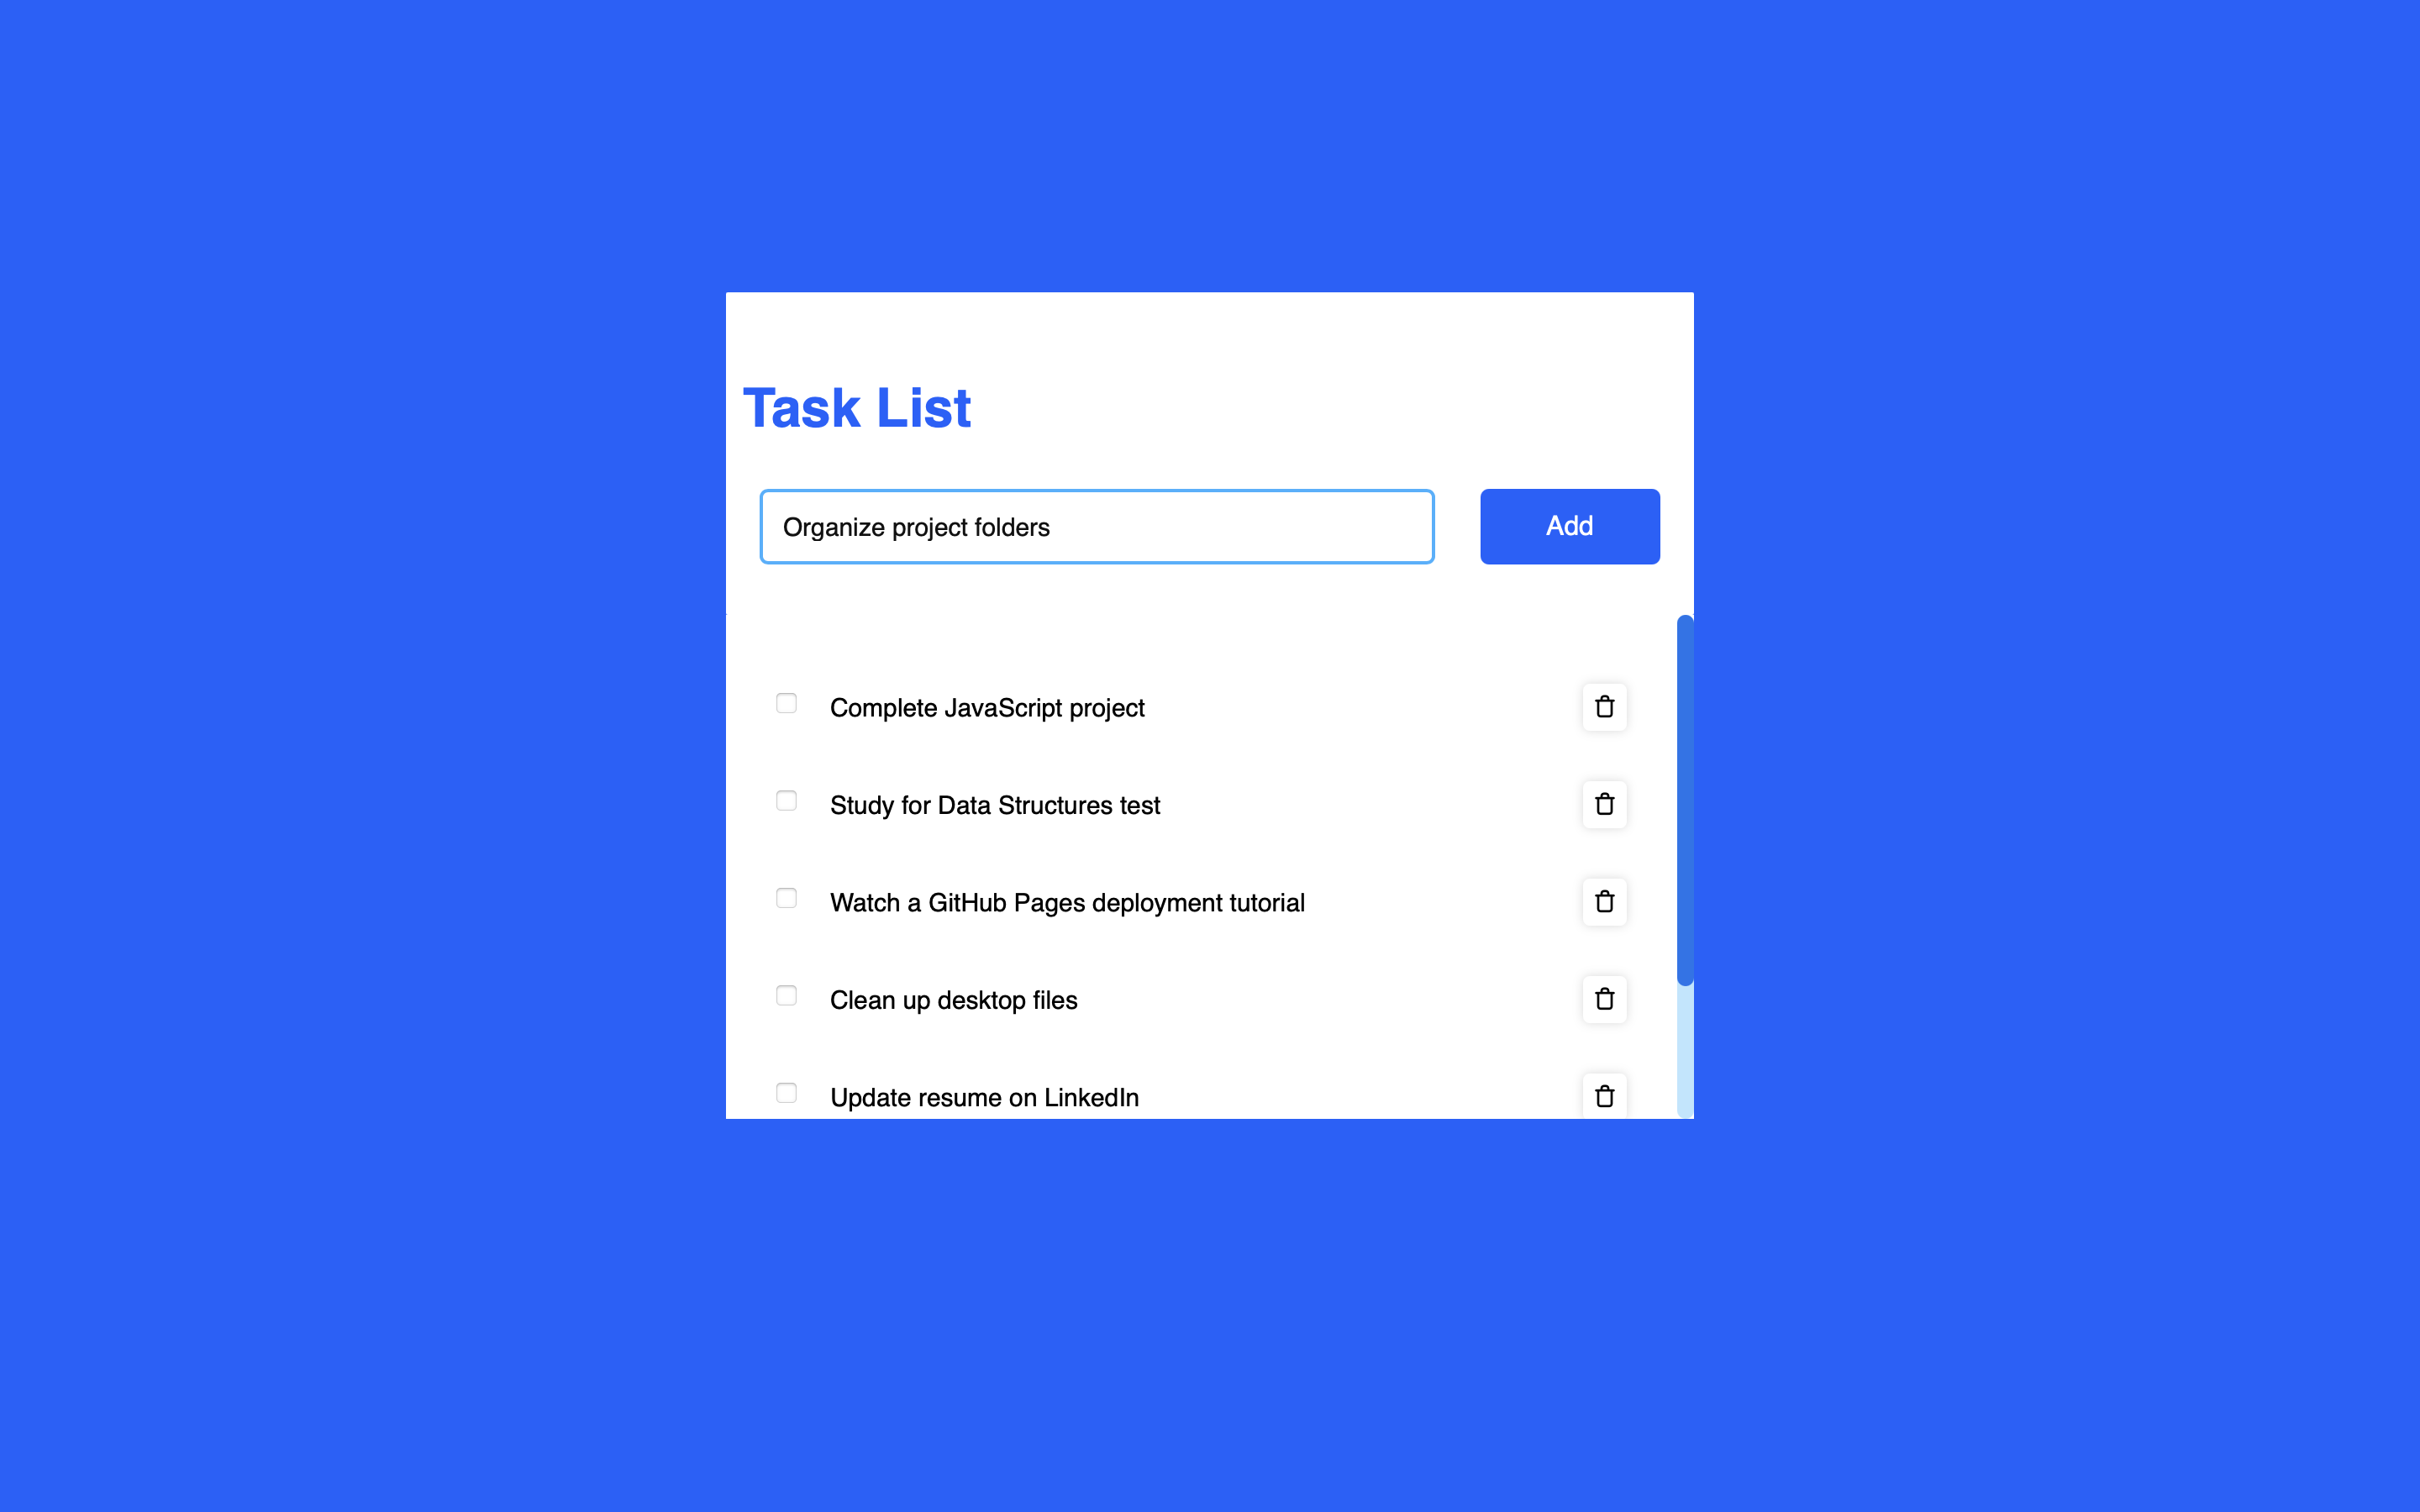 Task List
Organize project folders
Add
Complete JavaScript project
Study for Data Structures test
Watch a GitHub Pages deployment tutorial
Clean up desktop files
Update resume on LinkedIn